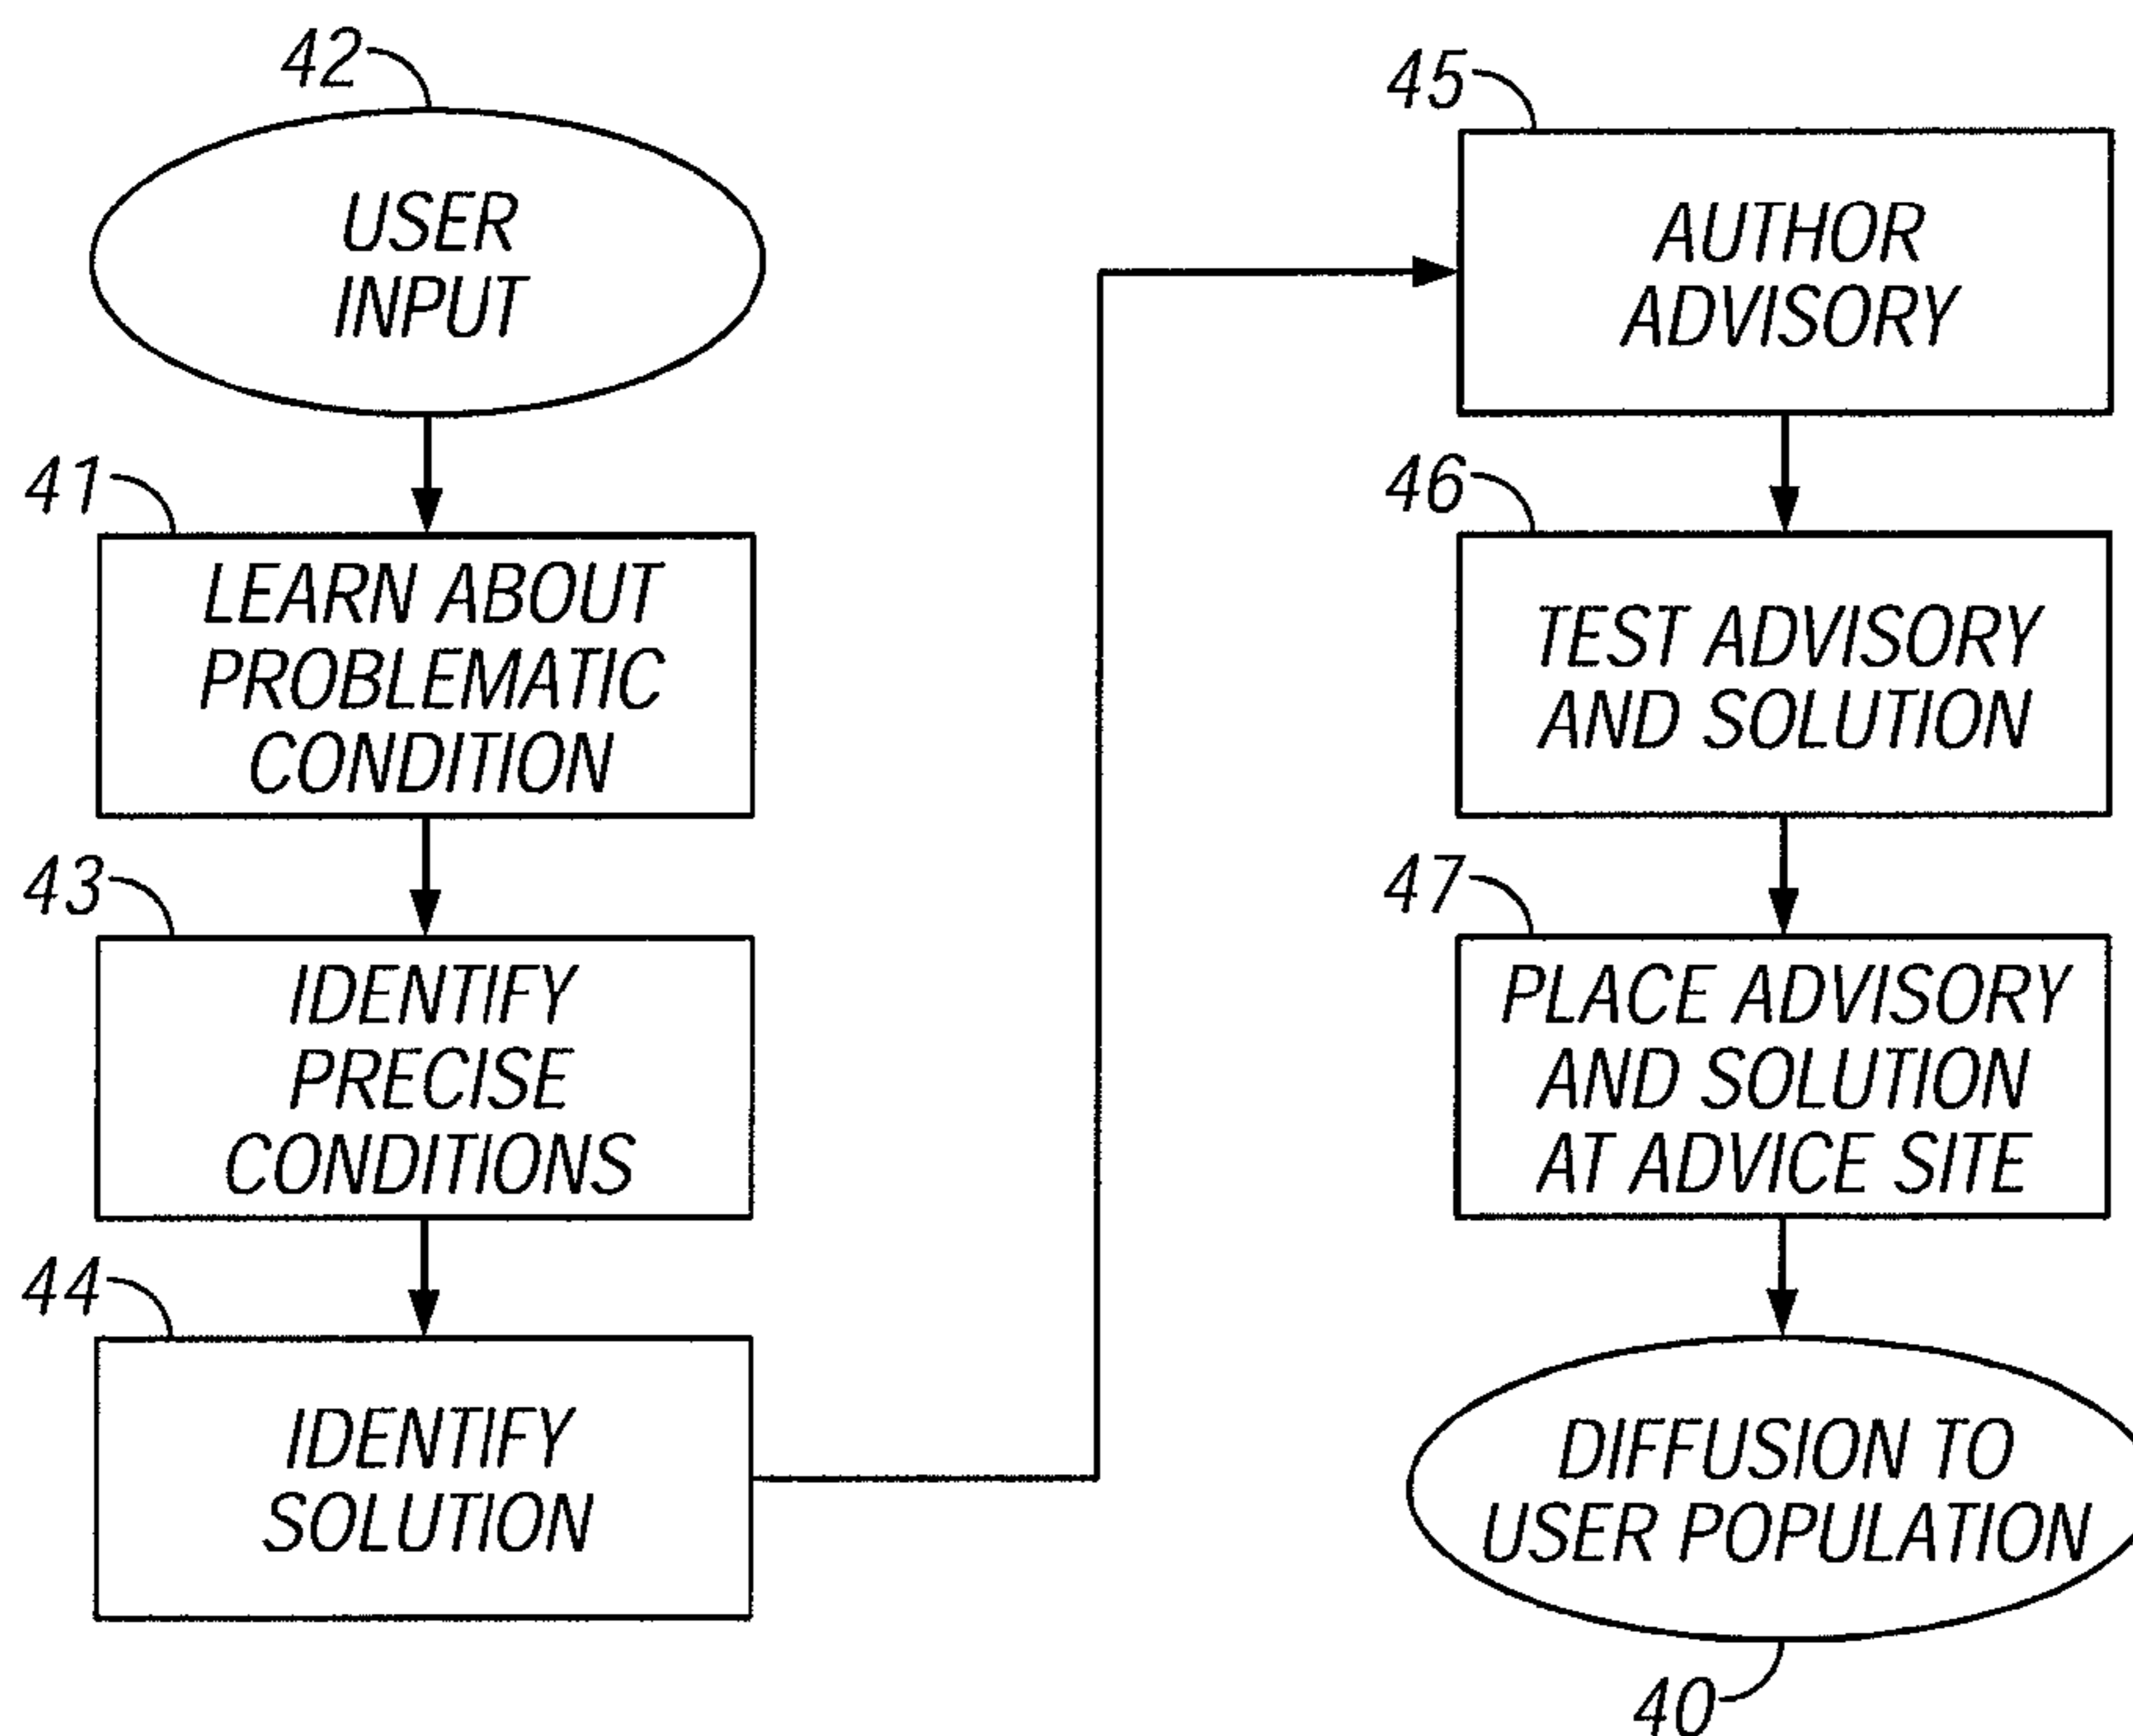 42
USER
INPUT
41
LEARN ABOUT
PROBLEMATIC
CONDITION
43
IDENTIFY
PRECISE
CONDITIONS
44
IDENTIFY
SOLUTION
45
AUTHOR
ADVISORY
46
TEST ADVISORY
AND SOLUTION
47
PLACE ADVISORY
AND SOLUTION
AT ADVICE SITE
DIFFUSION TO
USER POPULATION
40